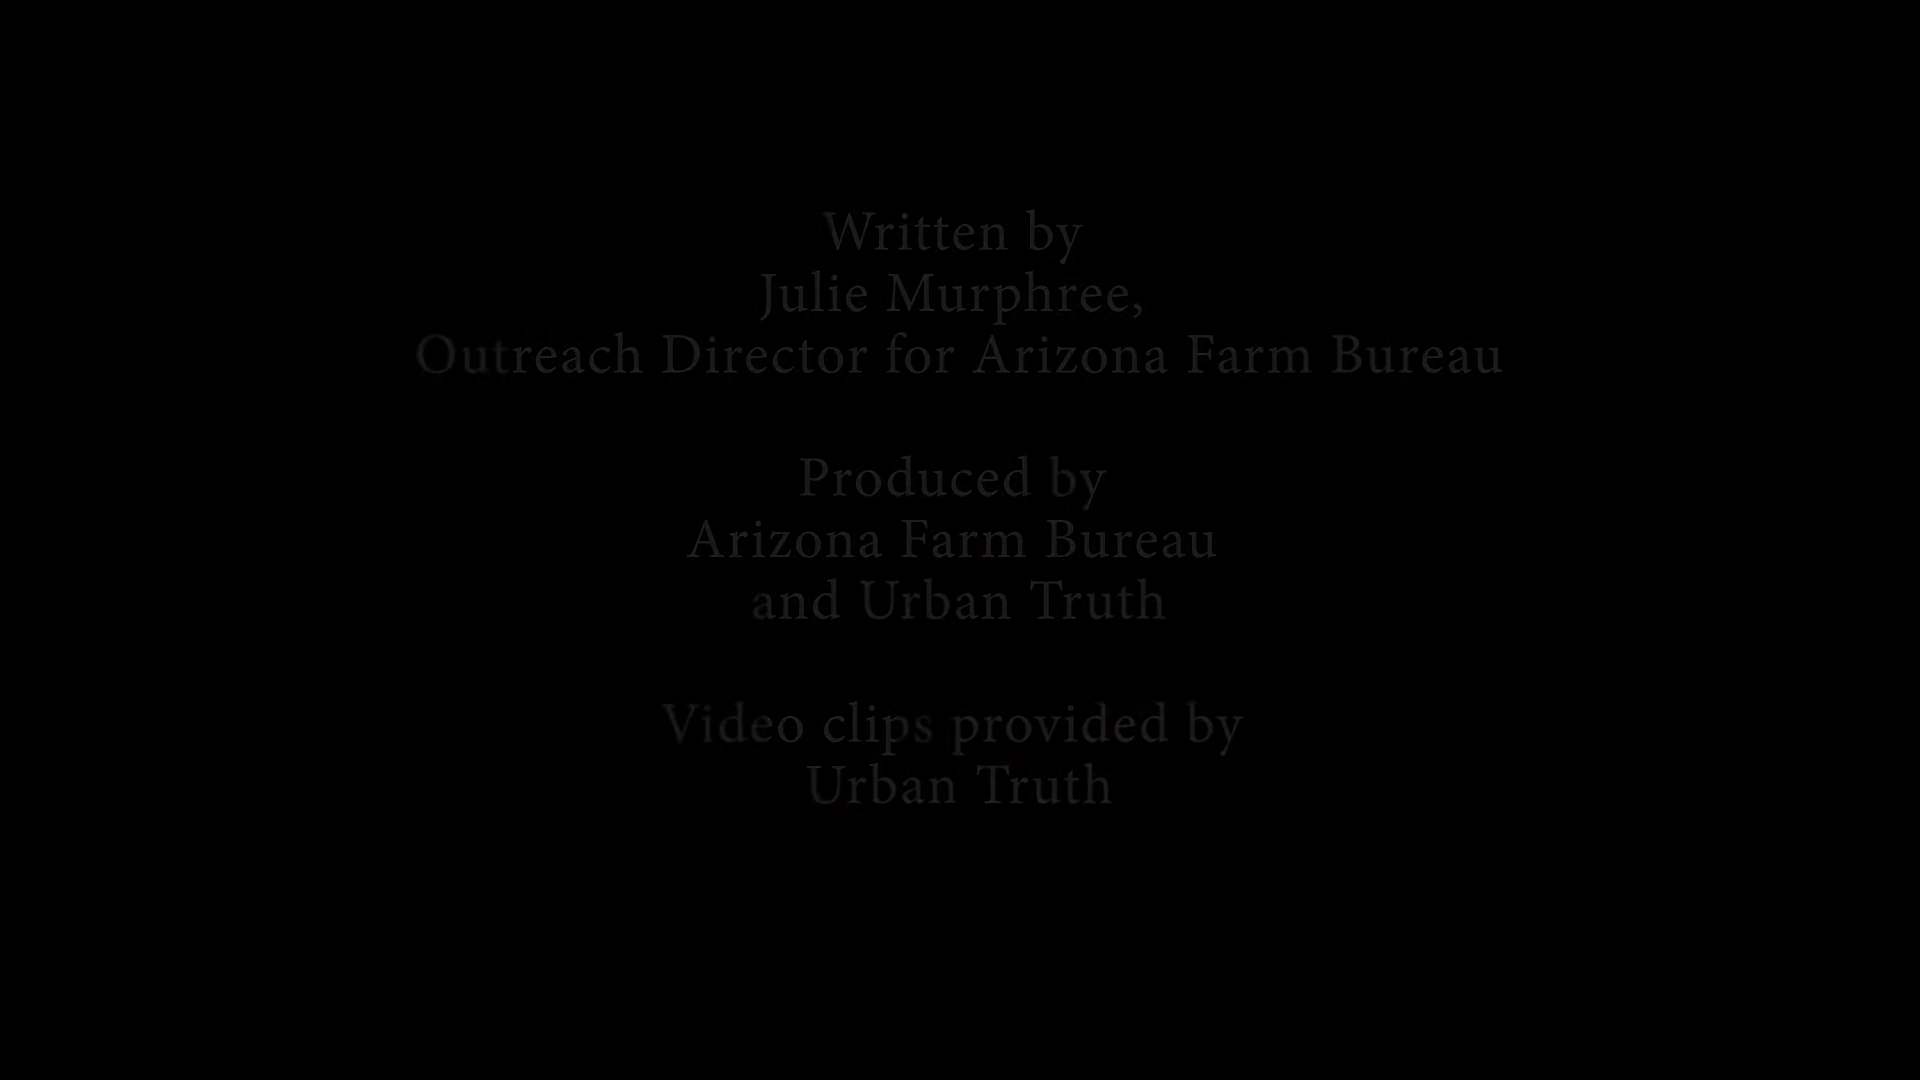 Written by
Julie Murphree,
Outreach Director for Arizona Farm Bureau
Produced by
Arizona Farm Bureau
and Urban Truth
Video clips provided by
Urban Truth